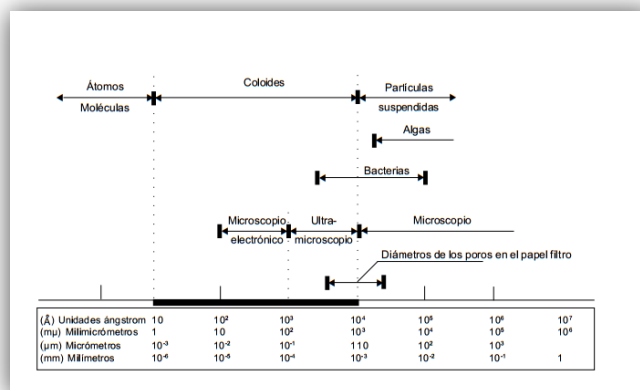 Átomos
Moléculas
Coloides
Partículas
suspendidas
Algas
Bacterias
Microscopio
electrónico
Ultra-
microscopio
Microscopio
Diámetros de los poros en el papel filtro
(Å) Unidades ángstrom 10 10² 10³ 10⁴ 10⁵ 10⁶ 10⁷
(mµ) Milimicrómetros 1 10 10² 10³ 10⁴ 10⁵ 10⁶
(µm) Micrómetros 10⁻³ 10⁻² 10⁻¹ 110 10² 10³
(mm) Milímetros 10⁻⁶ 10⁻⁵ 10⁻⁴ 10⁻³ 10⁻² 10⁻¹ 1